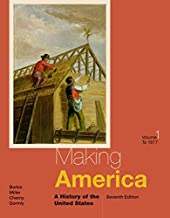 Volume 1
To 1877
Making
America
Berkin
Miller
Cherny
Gormly
A History of the
United States
Seventh Edition